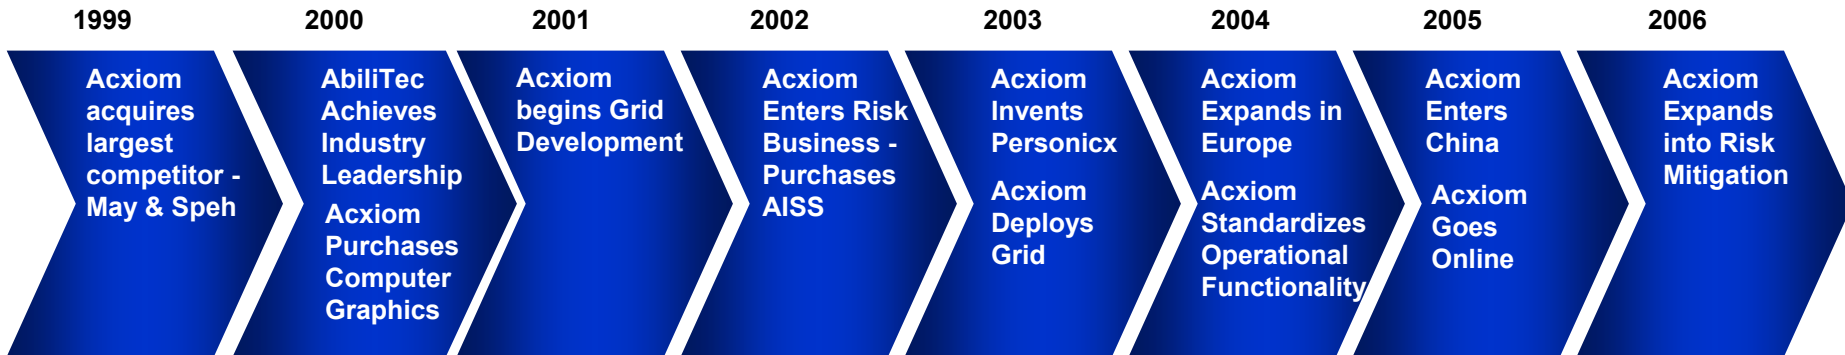 1999
2000
2001
2002
2003
2004
2005
2006
Acxiom
acquires
largest
competitor -
May & Speh
AbiliTec
Achieves
Industry
Leadership
Acxiom
Purchases
Computer
Graphics
Acxiom
begins Grid
Development
Acxiom
Enters Risk
Business -
Purchases
AISS
Acxiom
Invents
Personicx
Acxiom
Deploys
Grid
Acxiom
Expands in
Europe
Acxiom
Standardizes
Operational
Functionality
Acxiom
Enters
China
Acxiom
Goes
Online
Acxiom
Expands
into Risk
Mitigation